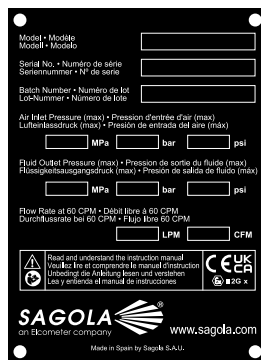 Model • Modèle
Modell • Modelo
Serial No. • Numéro de série
Seriennummer • Nº de serie
Batch Number • Numéro de lot
Lot-Nummer • Número de lote
Air Inlet Pressure (max) • Pression d'entrée d'air (max)
Lufteinlassdruck (max) • Presión de entrada del aire (máx)
MPa bar psi
Fluid Outlet Pressure (max) • Pression de sortie du fluide (max)
Flüssigkeitsausgangsdruck (max) • Presión de salida de fluido (máx)
MPa bar psi
Flow Rate at 60 CPM • Débit libre à 60 CPM
Durchflussrate bei 60 CPM • Flujo libre 60 CPM
LPM CFM
Read and understand the instruction manual
Veuillez lire et comprendre le manuel d'instruction
Unbedingt die Anleitung lesen und verstehen
Lea y entienda el manual de instrucciones
CE UK CA
Ex II 2G x
SAGOLA®
an Elcometer company
www.sagola.com
Made in Spain by Sagola S.A.U.